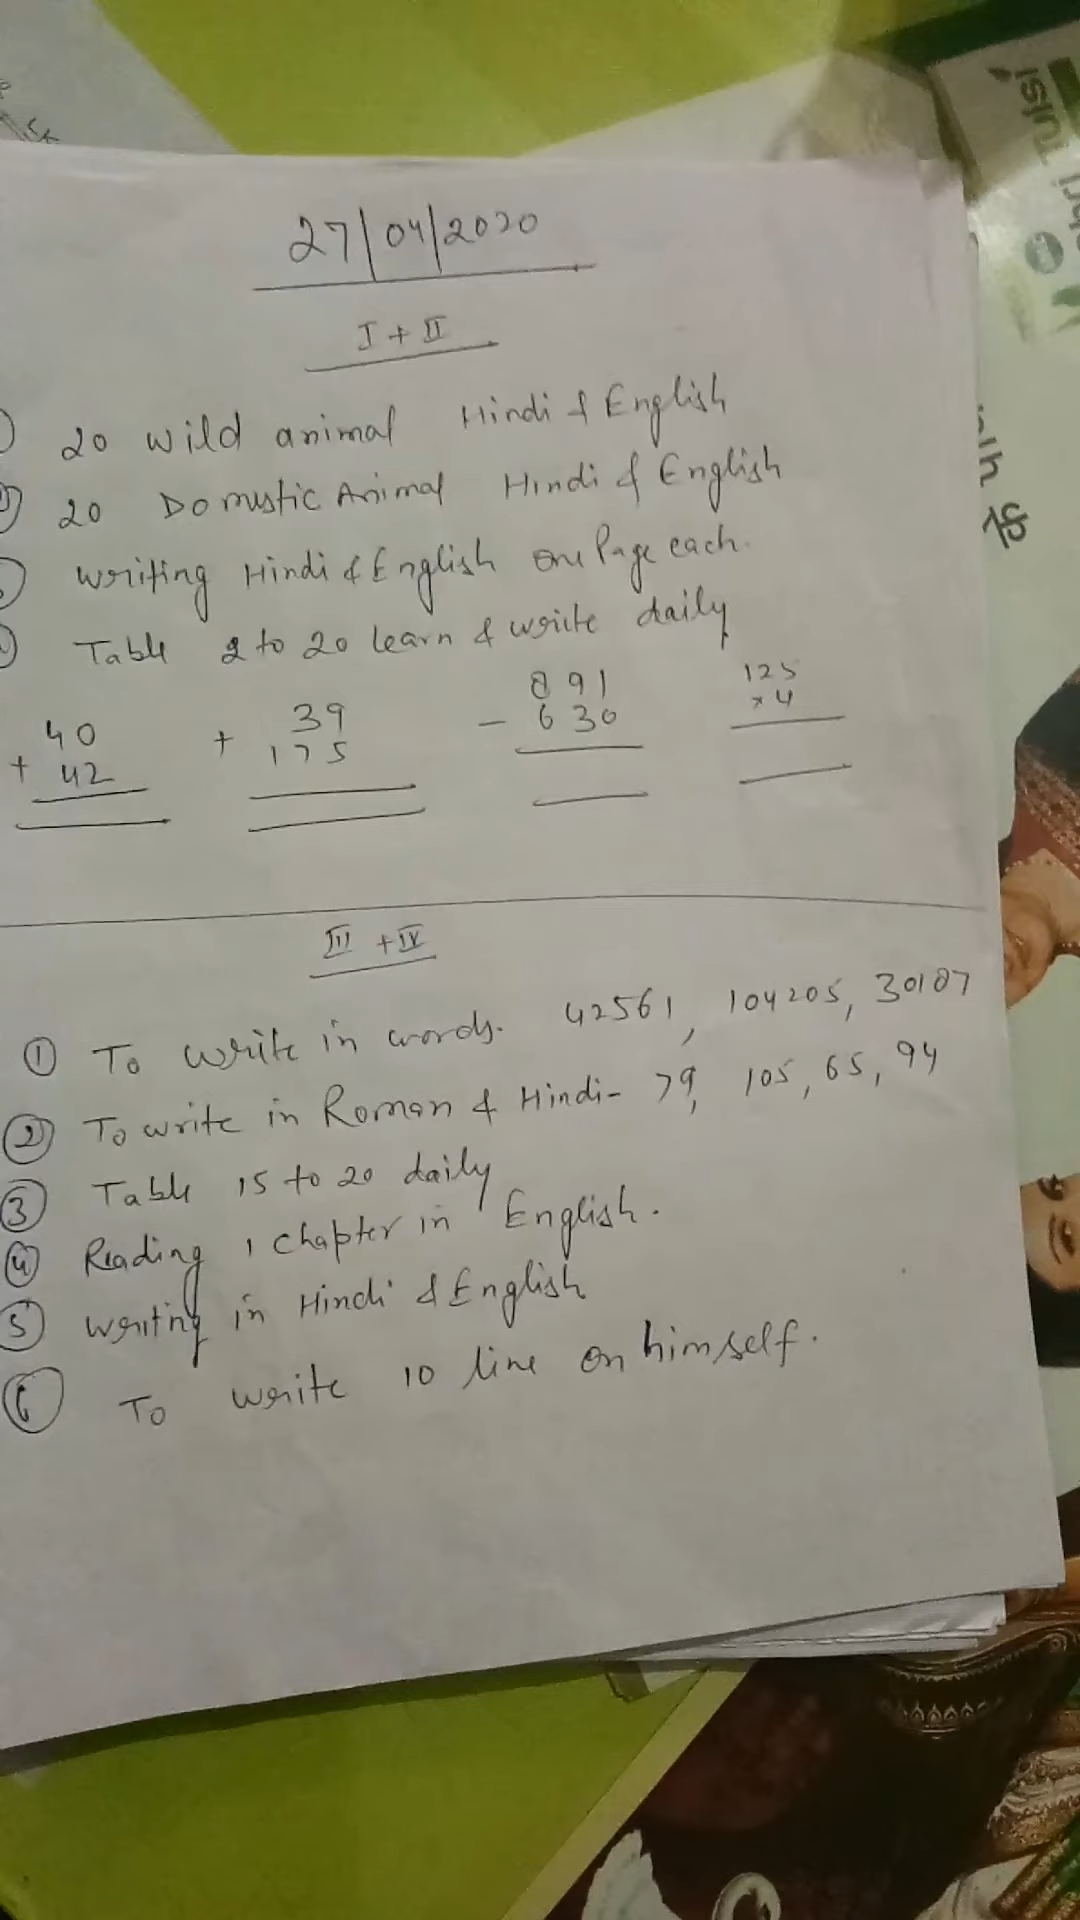 27/04/2020
I + II
20 wild animal Hindi & English
20 Domustic Animal Hindi & English
writing Hindi & English one Page each.
Table 2 to 20 learn & write daily
40
+ 42
39
+ 175
891
- 630
125
× 4
III + IV
① To write in words. 42561, 104205, 30187
② To write in Roman & Hindi- 79, 105, 65, 94
③ Table 15 to 20 daily
④ Reading 1 chapter in English.
⑤ writing in Hindi & English
⑥ To write 10 line on himself.
Tulsi